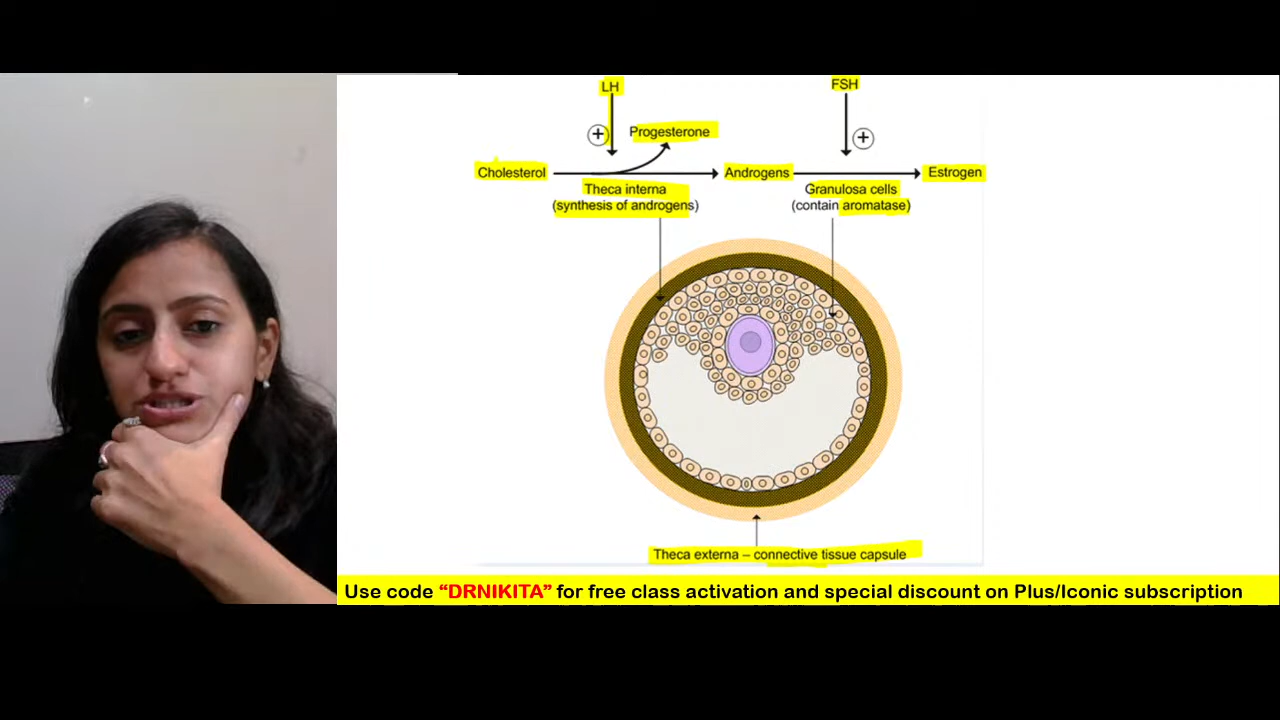 LH
FSH
Progesterone
Cholesterol
Androgens
Estrogen
Theca interna
(synthesis of androgens)
Granulosa cells
(contain aromatase)
Theca externa – connective tissue capsule
Use code “DRNIKITA” for free class activation and special discount on Plus/Iconic subscription